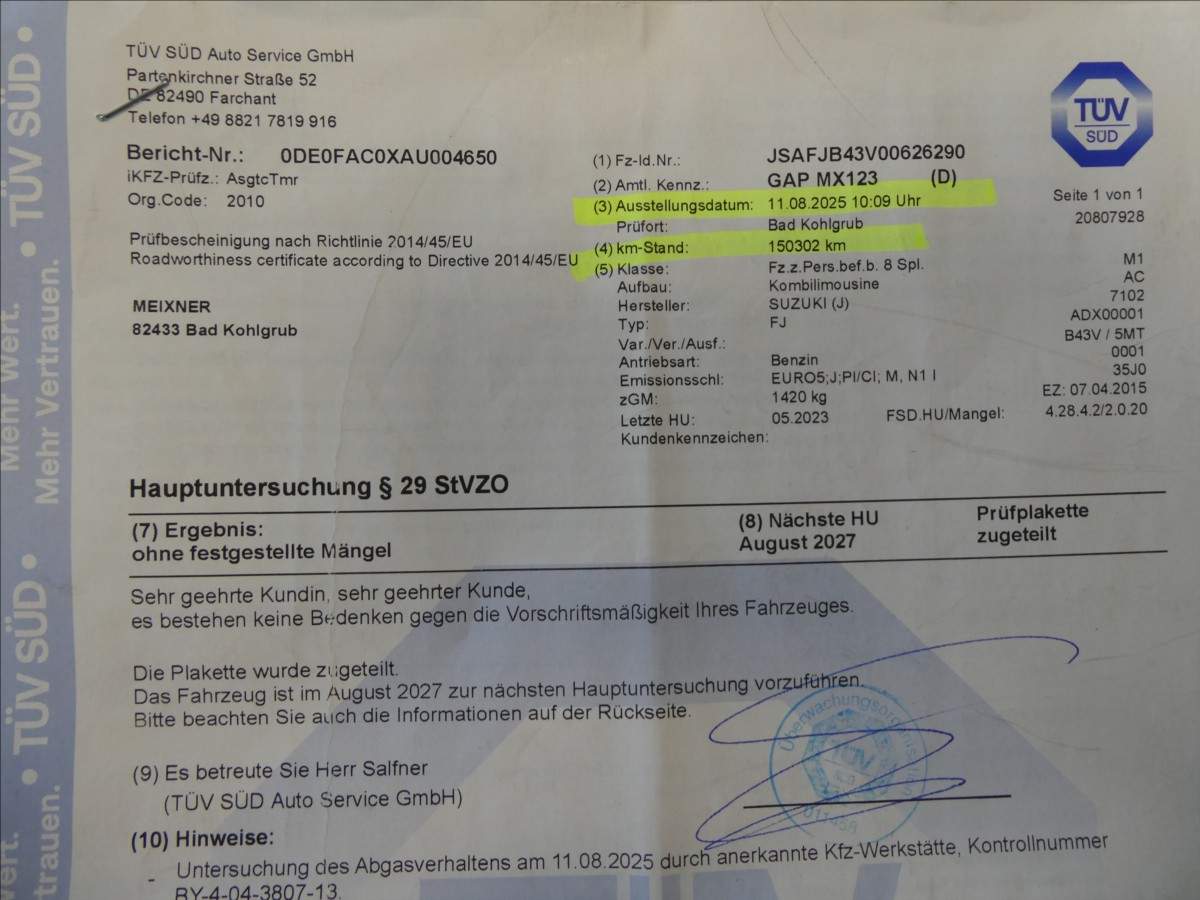 TÜV SÜD Auto Service GmbH
Partenkirchner Straße 52
DE 82490 Farchant
Telefon +49 8821 7819 916
Bericht-Nr.: 0DE0FAC0XAU004650
iKFZ-Prüfz.: AsgtcTmr
Org.Code: 2010
Prüfbescheinigung nach Richtlinie 2014/45/EU
Roadworthiness certificate according to Directive 2014/45/EU
MEIXNER
82433 Bad Kohlgrub
TÜV
SÜD
Seite 1 von 1
20807928
(1) Fz-Id.Nr.: JSAFJB43V00626290
(2) Amtl. Kennz.: GAP MX123 (D)
(3) Ausstellungsdatum: 11.08.2025 10:09 Uhr
Prüfort: Bad Kohlgrub
(4) km-Stand: 150302 km
(5) Klasse: Fz.z.Pers.bef.b. 8 Spl. M1
Aufbau: Kombilimousine AC
Hersteller: SUZUKI (J) 7102
Typ: FJ ADX00001
Var./Ver./Ausf.: B43V / 5MT
Antriebsart: Benzin 0001
Emissionsschl: EURO5;J;PI/CI; M, N1 I 35J0
zGM: 1420 kg EZ: 07.04.2015
Letzte HU: 05.2023 FSD.HU/Mangel: 4.28.4.2/2.0.20
Kundenkennzeichen:
Hauptuntersuchung § 29 StVZO
(7) Ergebnis: (8) Nächste HU Prüfplakette
ohne festgestellte Mängel August 2027 zugeteilt
Sehr geehrte Kundin, sehr geehrter Kunde,
es bestehen keine Bedenken gegen die Vorschriftsmäßigkeit Ihres Fahrzeuges.
Die Plakette wurde zugeteilt.
Das Fahrzeug ist im August 2027 zur nächsten Hauptuntersuchung vorzuführen.
Bitte beachten Sie auch die Informationen auf der Rückseite.
(9) Es betreute Sie Herr Salfner
(TÜV SÜD Auto Service GmbH)
(10) Hinweise:
- Untersuchung des Abgasverhaltens am 11.08.2025 durch anerkannte Kfz-Werkstätte, Kontrollnummer
BY-4-04-3807-13.
TÜV
SÜD
Mehr Wert.
Mehr Vertrauen.
• TÜV SÜD • TÜV SÜD •